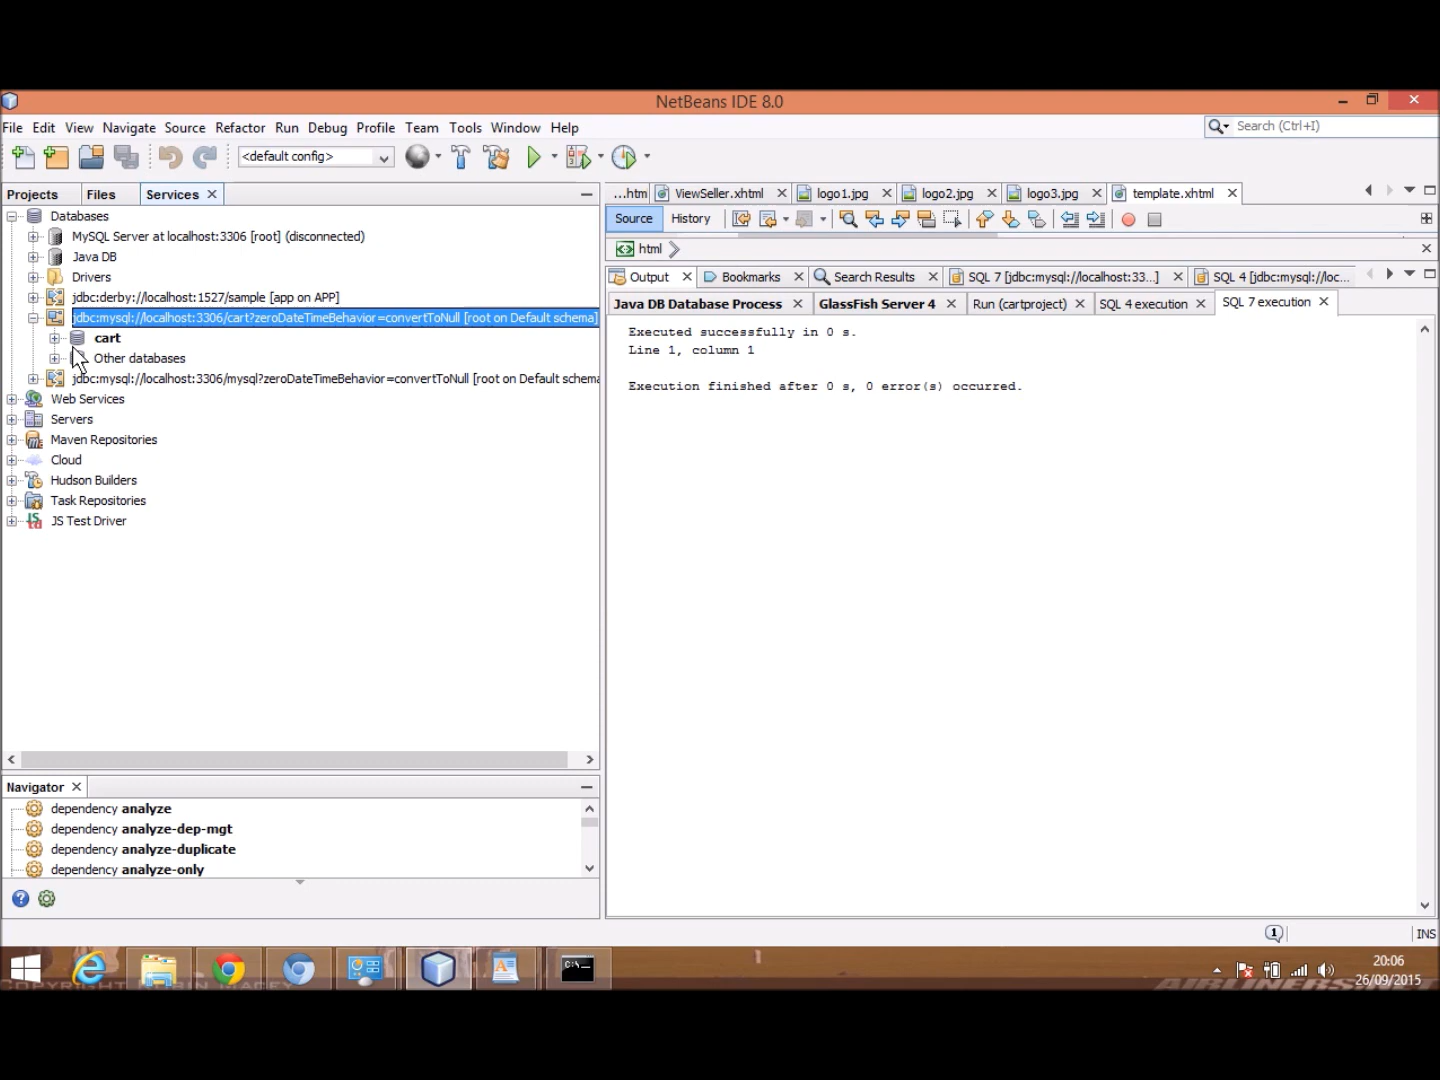 NetBeans IDE 8.0
File Edit View Navigate Source Refactor Run Debug Profile Team Tools Window Help
Search (Ctrl+I)
<default config>
Projects Files Services
...htm ViewSeller.xhtml logo1.jpg logo2.jpg logo3.jpg template.xhtml
Source History
html
Output Bookmarks Search Results SQL 7 [jdbc:mysql://localhost:33...] SQL 4 [jdbc:mysql://loc...
Java DB Database Process GlassFish Server 4 Run (cartproject) SQL 4 execution SQL 7 execution
Executed successfully in 0 s.
Line 1, column 1
Execution finished after 0 s, 0 error(s) occurred.
Databases
MySQL Server at localhost:3306 [root] (disconnected)
Java DB
Drivers
jdbc:derby://localhost:1527/sample [app on APP]
jdbc:mysql://localhost:3306/cart?zeroDateTimeBehavior=convertToNull [root on Default schema]
cart
Other databases
jdbc:mysql://localhost:3306/mysql?zeroDateTimeBehavior=convertToNull [root on Default schema
Web Services
Servers
Maven Repositories
Cloud
Hudson Builders
Task Repositories
JS Test Driver
Navigator
dependency analyze
dependency analyze-dep-mgt
dependency analyze-duplicate
dependency analyze-only
1
INS
20:06
26/09/2015
AIRLINERS.NET